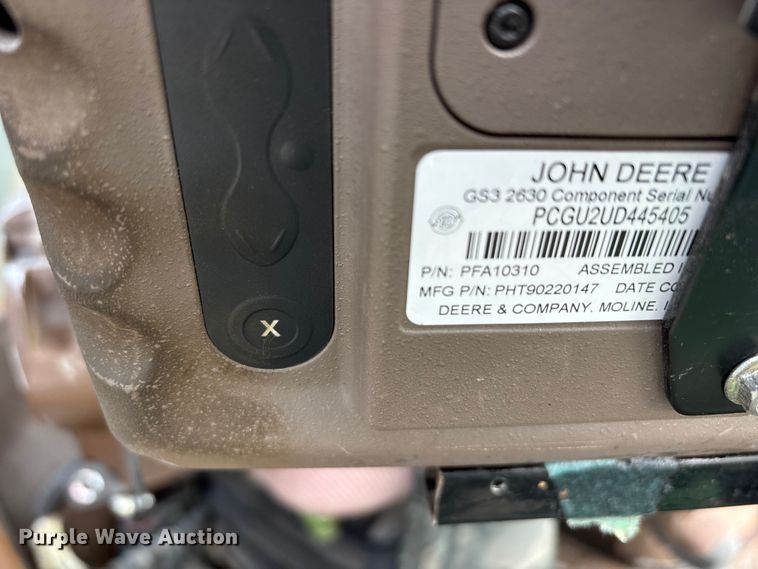 JOHN DEERE
GS3 2630 Component Serial
PCGU2UD445405
P/N: PFA10310 ASSEMBLED
MFG P/N: PHT90220147 DATE
DEERE & COMPANY. MOLINE.
X
Purple Wave Auction